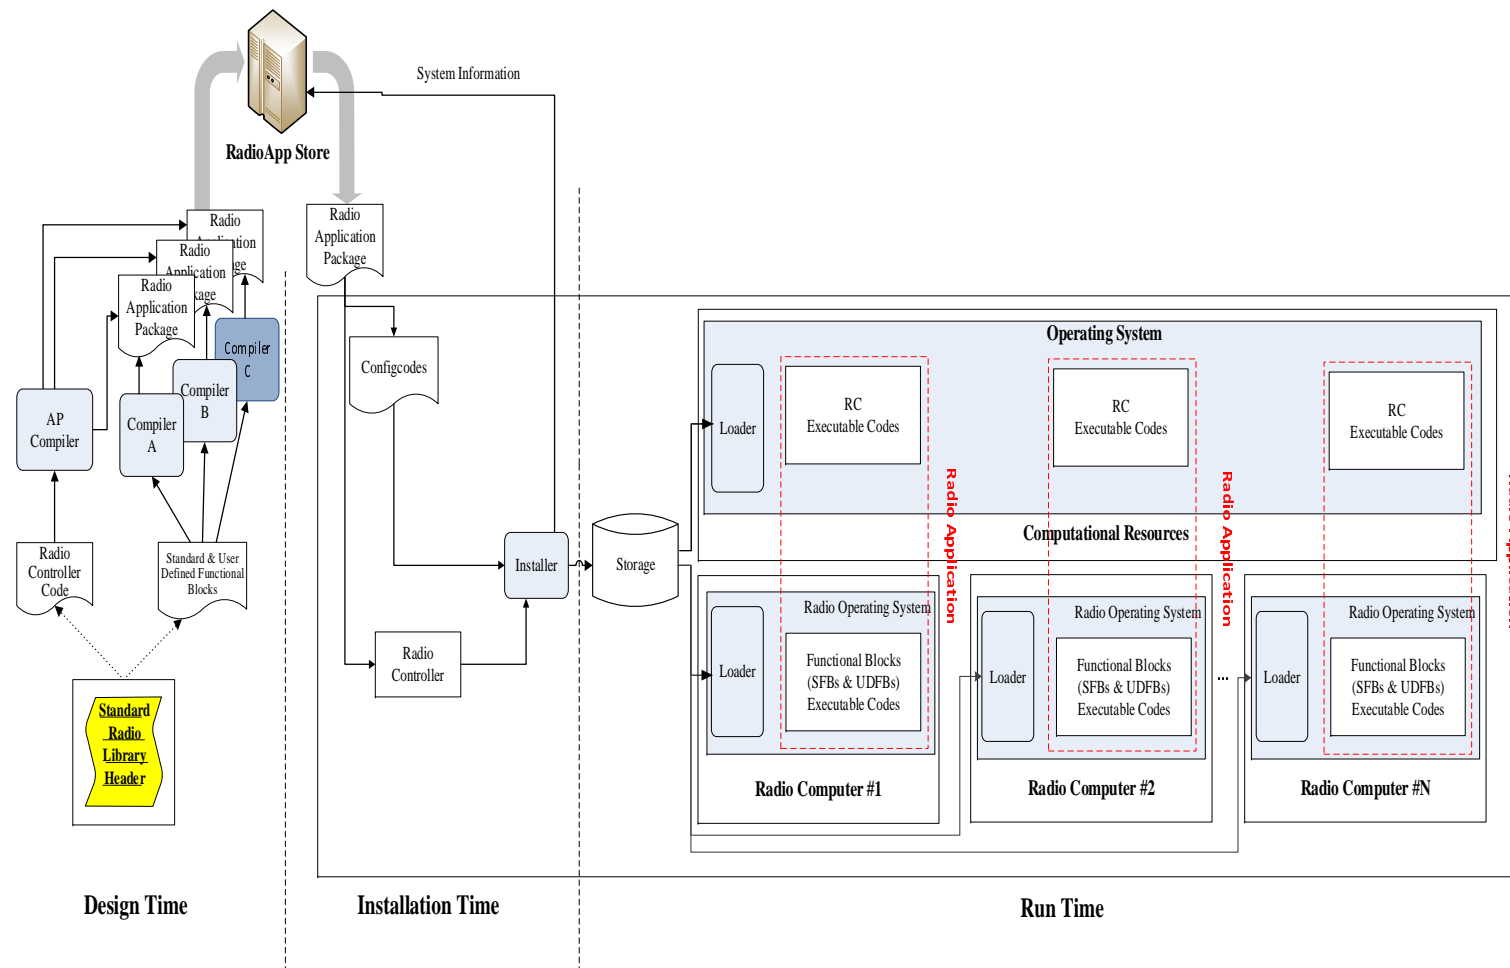 System Information
RadioApp Store
Radio
Application
Package
Radio
Application
Package
Radio
Application
Package
Radio
Application
Package
Compiler
C
Compiler
B
Compiler
A
AP
Compiler
Radio
Controller
Code
Standard & User
Defined Functional
Blocks
Standard
Radio
Library
Header
Design Time
Configcodes
Installer
Radio
Controller
Installation Time
Storage
Operating System
Loader
RC
Executable Codes
RC
Executable Codes
RC
Executable Codes
Computational Resources
Radio Application
Radio Application
Radio Operating System
Loader
Functional Blocks
(SFBs & UDFBs)
Executable Codes
Radio Computer #1
Radio Operating System
Loader
Functional Blocks
(SFBs & UDFBs)
Executable Codes
Radio Computer #2
...
Radio Operating System
Loader
Functional Blocks
(SFBs & UDFBs)
Executable Codes
Radio Computer #N
Run Time